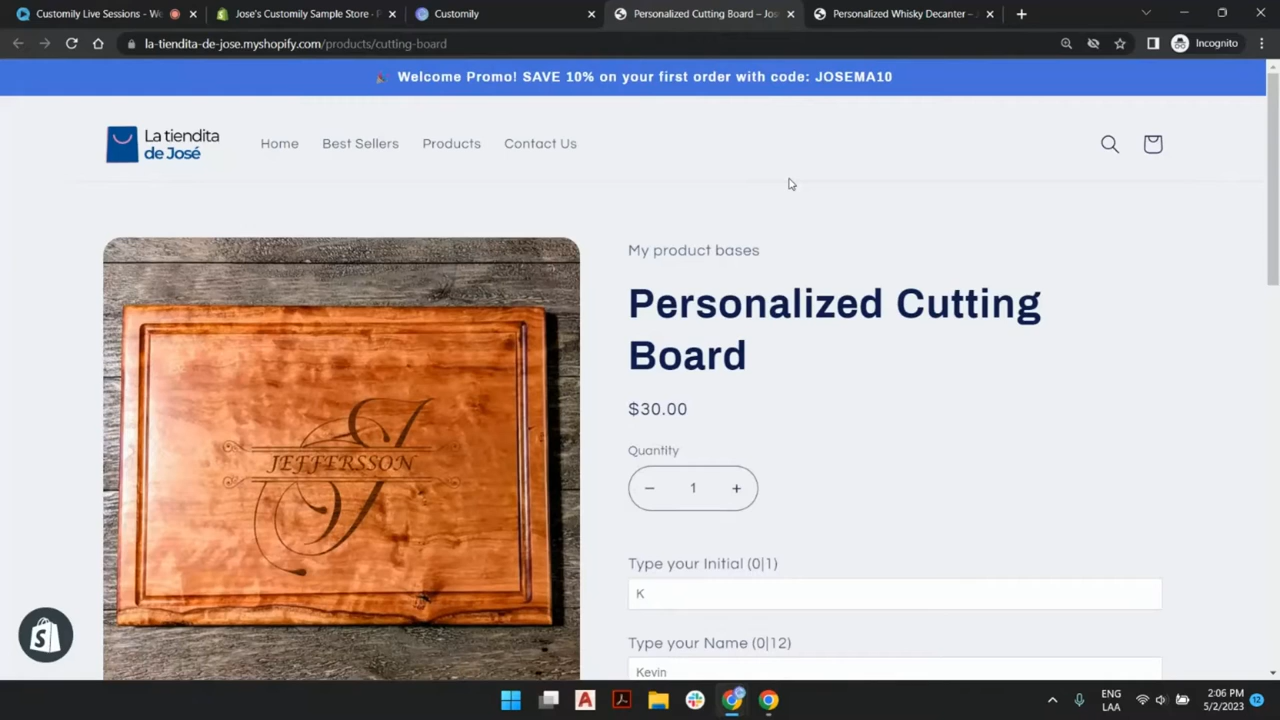 Customily Live Sessions - We
Jose's Customily Sample Store · P
Customily
Personalized Cutting Board – Jos
Personalized Whisky Decanter –
la-tiendita-de-jose.myshopify.com/products/cutting-board
Incognito
🎉 Welcome Promo! SAVE 10% on your first order with code: JOSEMA10
La tiendita
de José
Home
Best Sellers
Products
Contact Us
My product bases
Personalized Cutting
Board
$30.00
Quantity
− 1 +
JEFFERSSON
Type your Initial (0|1)
K
Type your Name (0|12)
Kevin
ENG
LAA
2:06 PM
5/2/2023
12